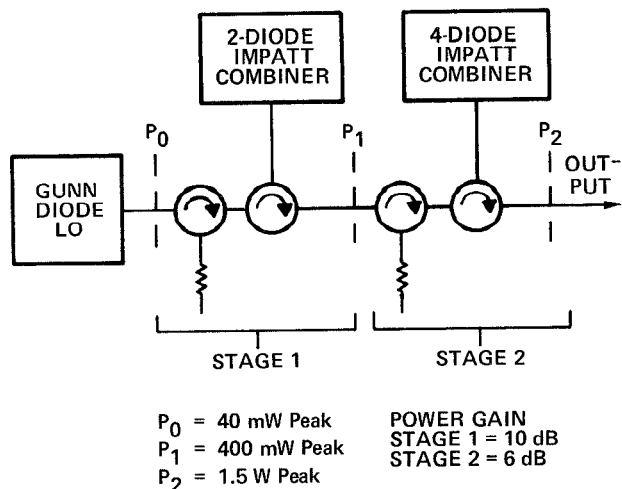 2-DIODE
IMPATT
COMBINER
4-DIODE
IMPATT
COMBINER
P0
P1
P2
GUNN
DIODE
LO
OUT-
PUT
STAGE 1
STAGE 2
P0 = 40 mW Peak
P1 = 400 mW Peak
P2 = 1.5 W Peak
POWER GAIN
STAGE 1 = 10 dB
STAGE 2 = 6 dB